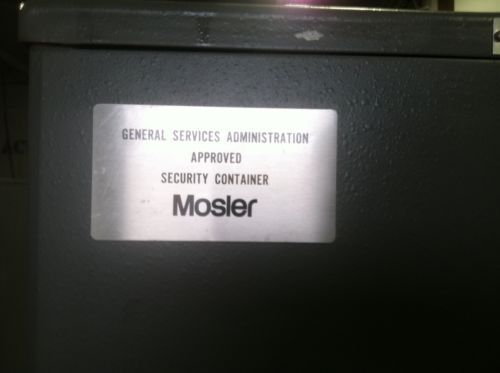 GENERAL SERVICES ADMINISTRATION
APPROVED
SECURITY CONTAINER
Mosler